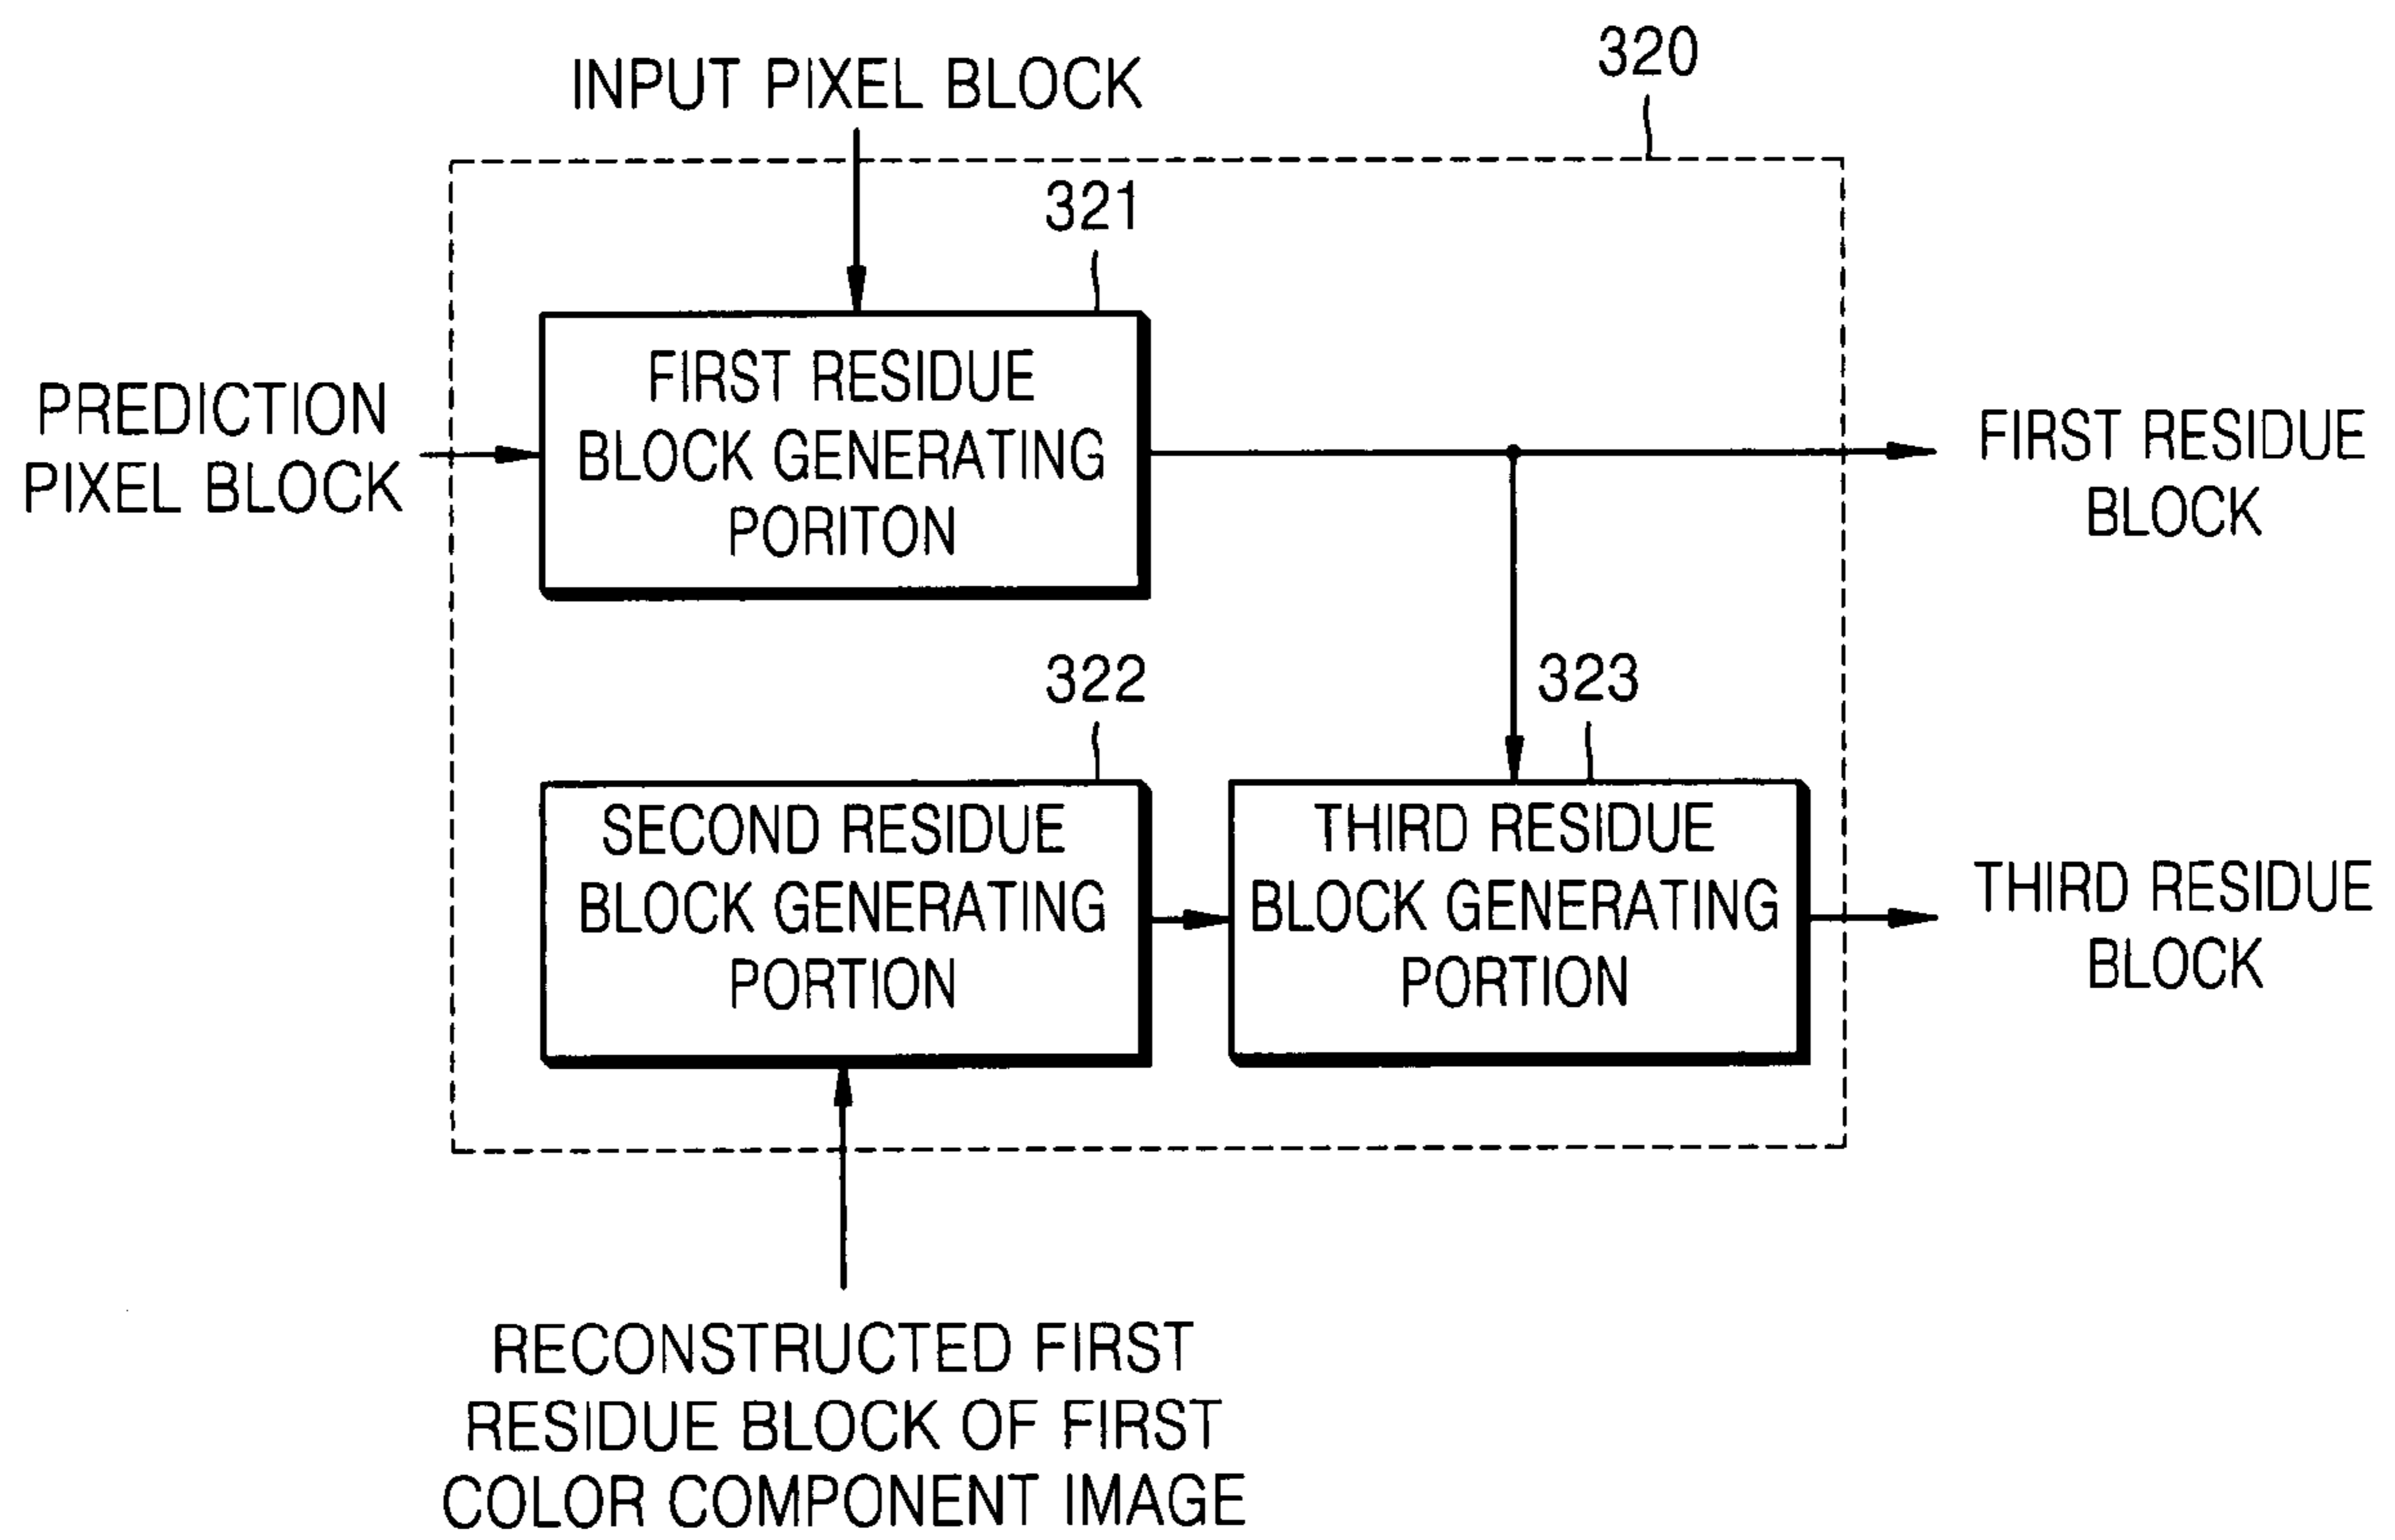 320
INPUT PIXEL BLOCK
321
FIRST RESIDUE
BLOCK GENERATING
PORITON
PREDICTION
PIXEL BLOCK
FIRST RESIDUE
BLOCK
322
323
SECOND RESIDUE
BLOCK GENERATING
PORTION
THIRD RESIDUE
BLOCK GENERATING
PORTION
THIRD RESIDUE
BLOCK
RECONSTRUCTED FIRST
RESIDUE BLOCK OF FIRST
COLOR COMPONENT IMAGE